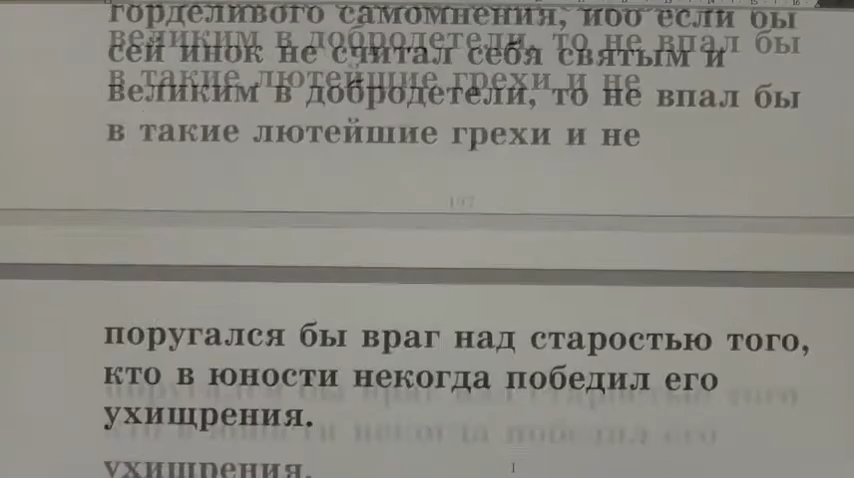 горделивого самомнения, ибо если бы
сей инок не считал себя святым и
великим в добродетели, то не впал бы
в такие лютейшие грехи и не
197
поругался бы враг над старостью того,
кто в юности некогда победил его
ухищрения.